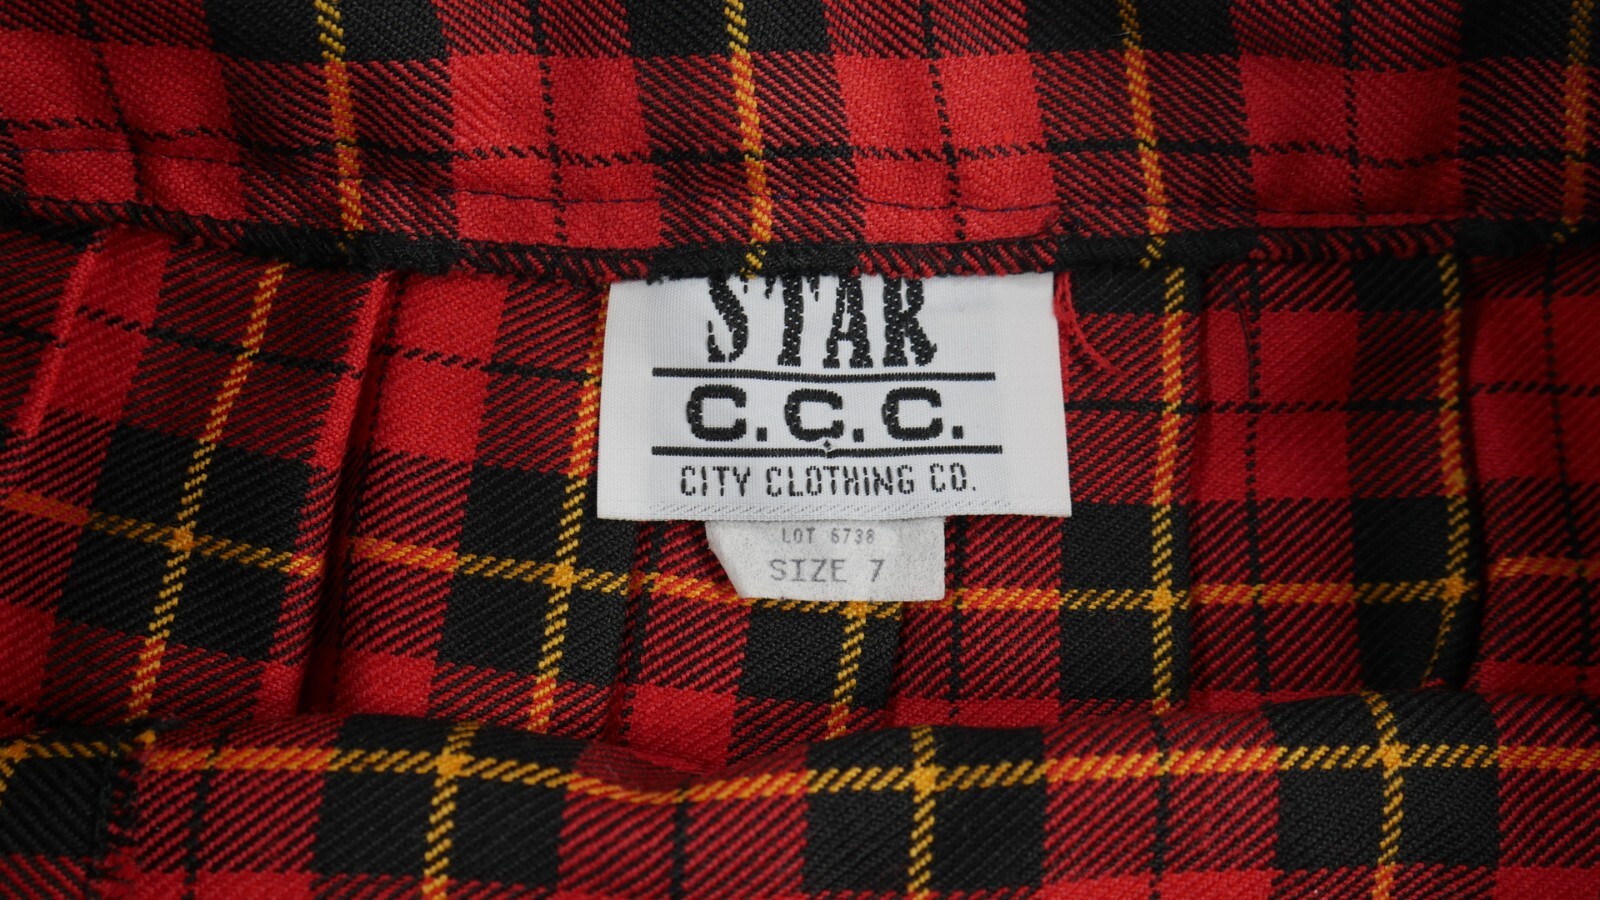 STAR
C.C.C.
CITY CLOTHING CO.
LOT 6738
SIZE 7